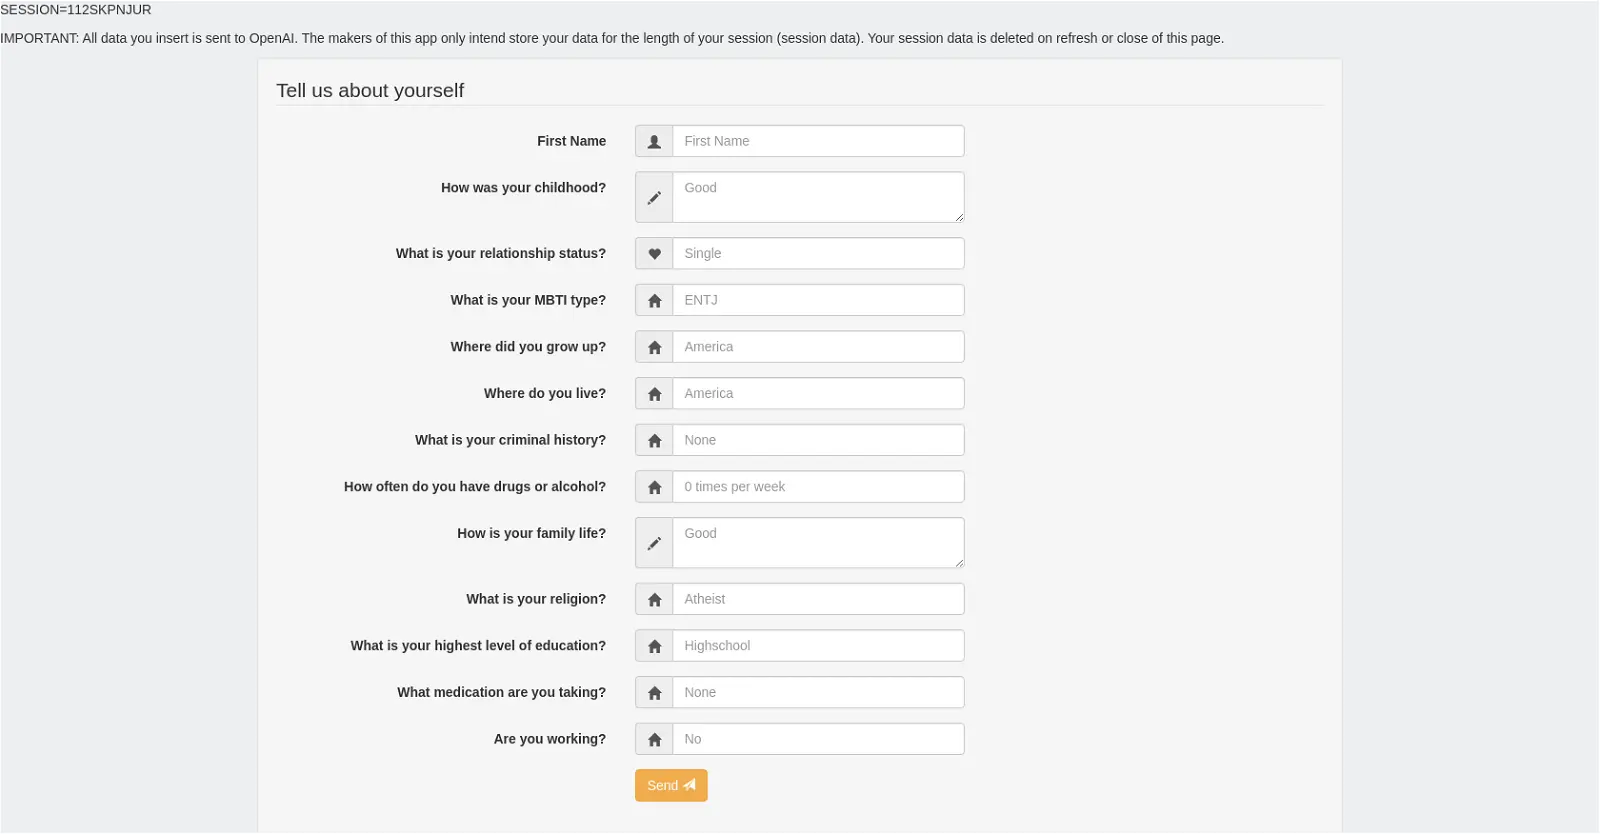 SESSION=112SKPNJUR
IMPORTANT: All data you insert is sent to OpenAI. The makers of this app only intend store your data for the length of your session (session data). Your session data is deleted on refresh or close of this page.
Tell us about yourself
First Name First Name
How was your childhood? Good
What is your relationship status? Single
What is your MBTI type? ENTJ
Where did you grow up? America
Where do you live? America
What is your criminal history? None
How often do you have drugs or alcohol? 0 times per week
How is your family life? Good
What is your religion? Atheist
What is your highest level of education? Highschool
What medication are you taking? None
Are you working? No
Send